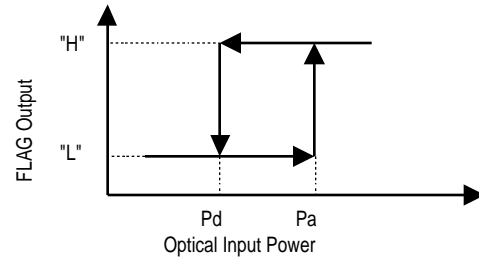 "H"
FLAG Output
"L"
Pd Pa
Optical Input Power